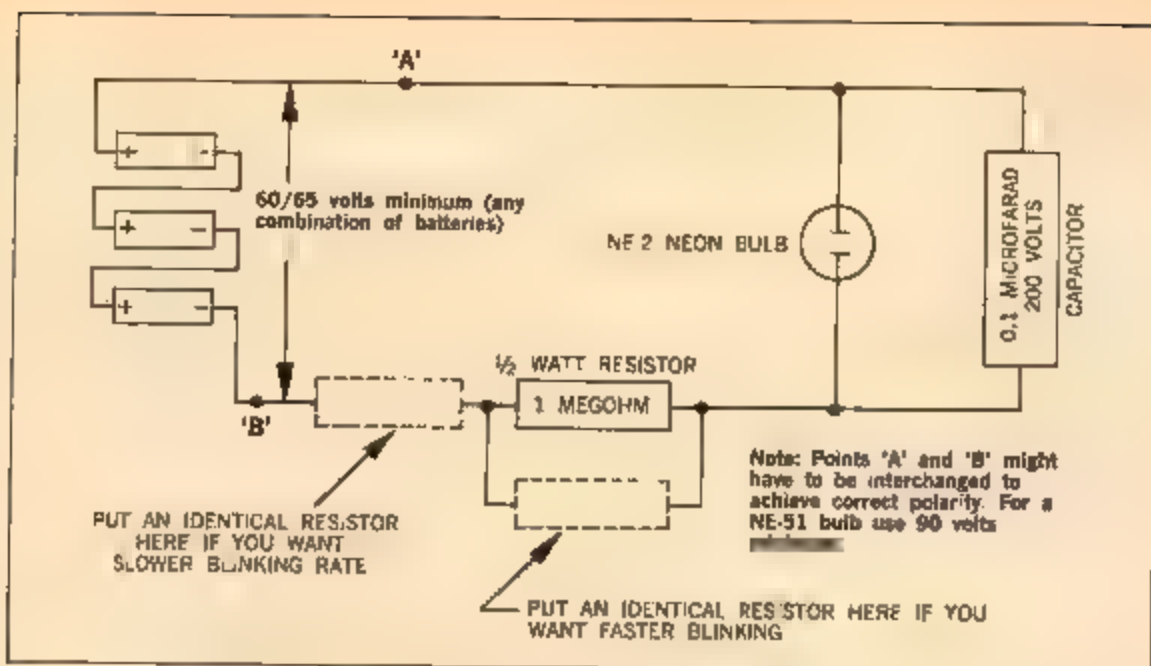 'A'
+ -
60/65 volts minimum (any
combination of batteries)
+ -
+ -
NE 2 NEON BULB
0.1 MICROFARAD
200 VOLTS
CAPACITOR
½ WATT RESISTOR
1 MEGOHM
'B'
PUT AN IDENTICAL RESISTOR
HERE IF YOU WANT
SLOWER BLINKING RATE
Note: Points 'A' and 'B' might
have to be interchanged to
achieve correct polarity. For a
NE-51 bulb use 90 volts
PUT AN IDENTICAL RESISTOR HERE IF YOU
WANT FASTER BLINKING